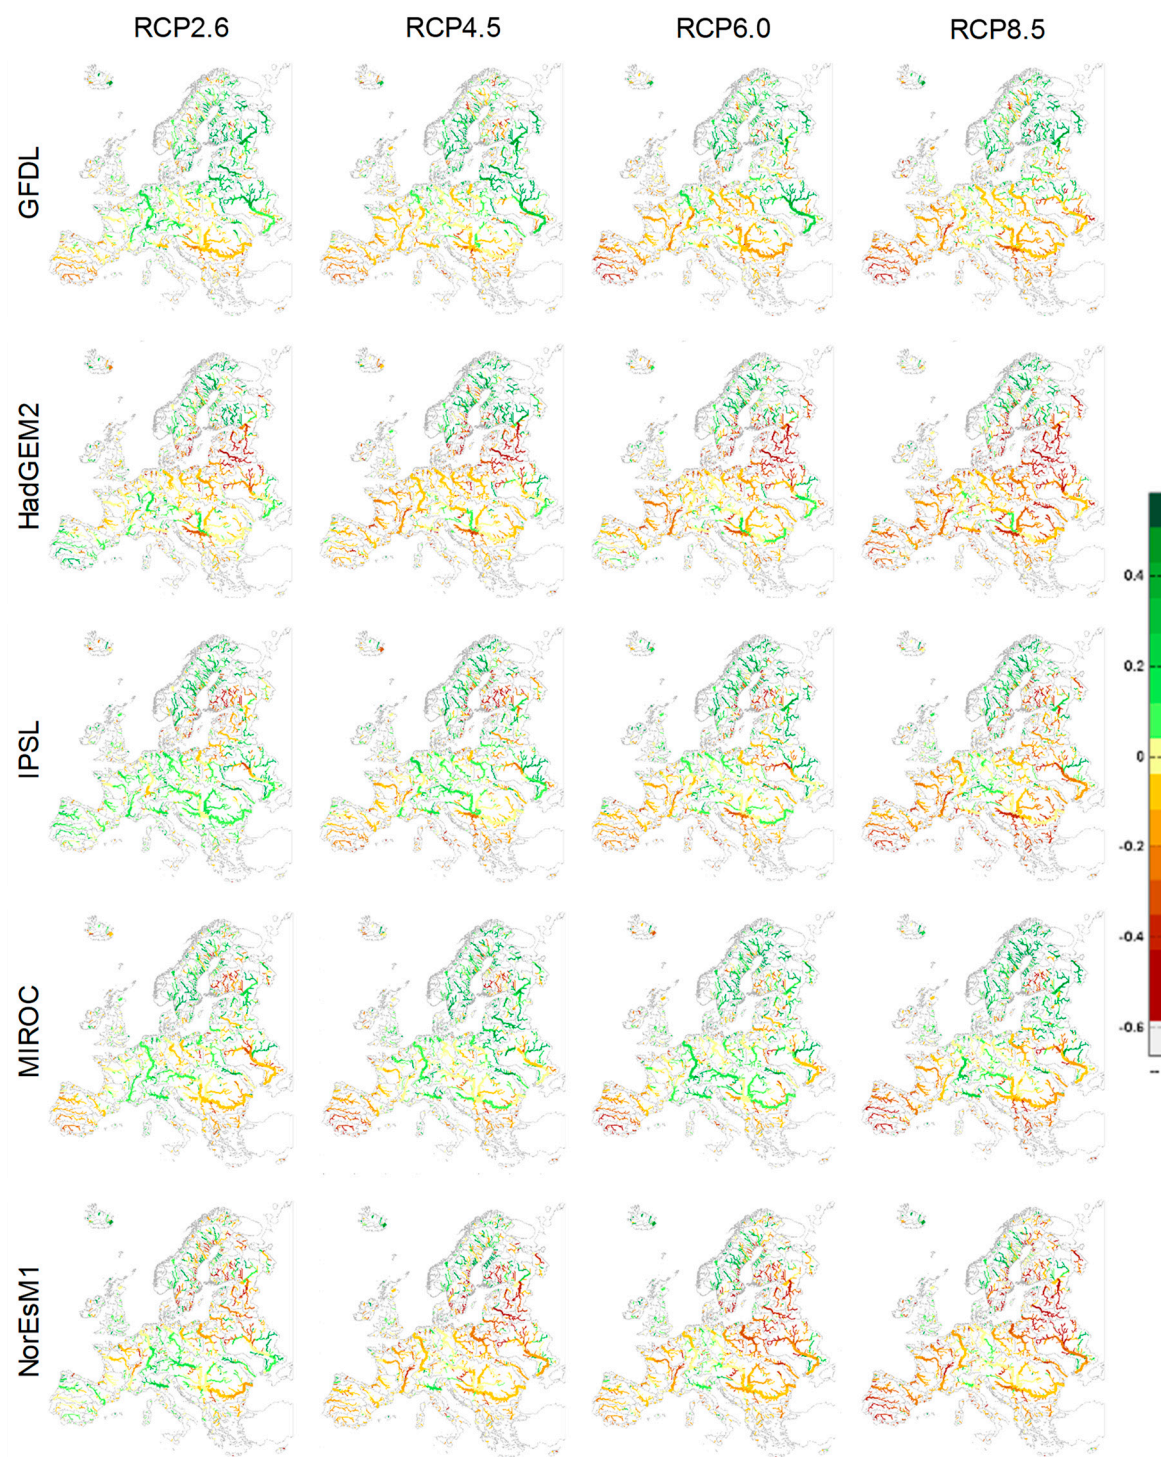 RCP2.6 RCP4.5 RCP6.0 RCP8.5
GFDL
HadGEM2
IPSL
MIROC
NorEsM1
0.4
0.2
0
-0.2
-0.4
-0.6
--